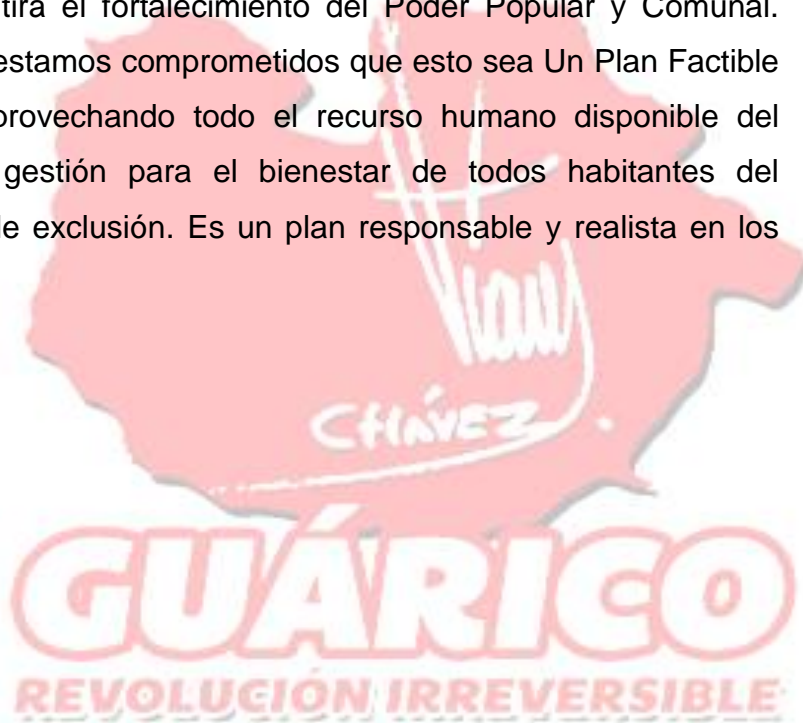 tirá el fortalecimiento del Poder Popular y Comunal.
estamos comprometidos que esto sea Un Plan Factible
provechando todo el recurso humano disponible del
gestión para el bienestar de todos habitantes del
le exclusión. Es un plan responsable y realista en los
CHÁVEZ
GUÁRICO
REVOLUCIÓN IRREVERSIBLE